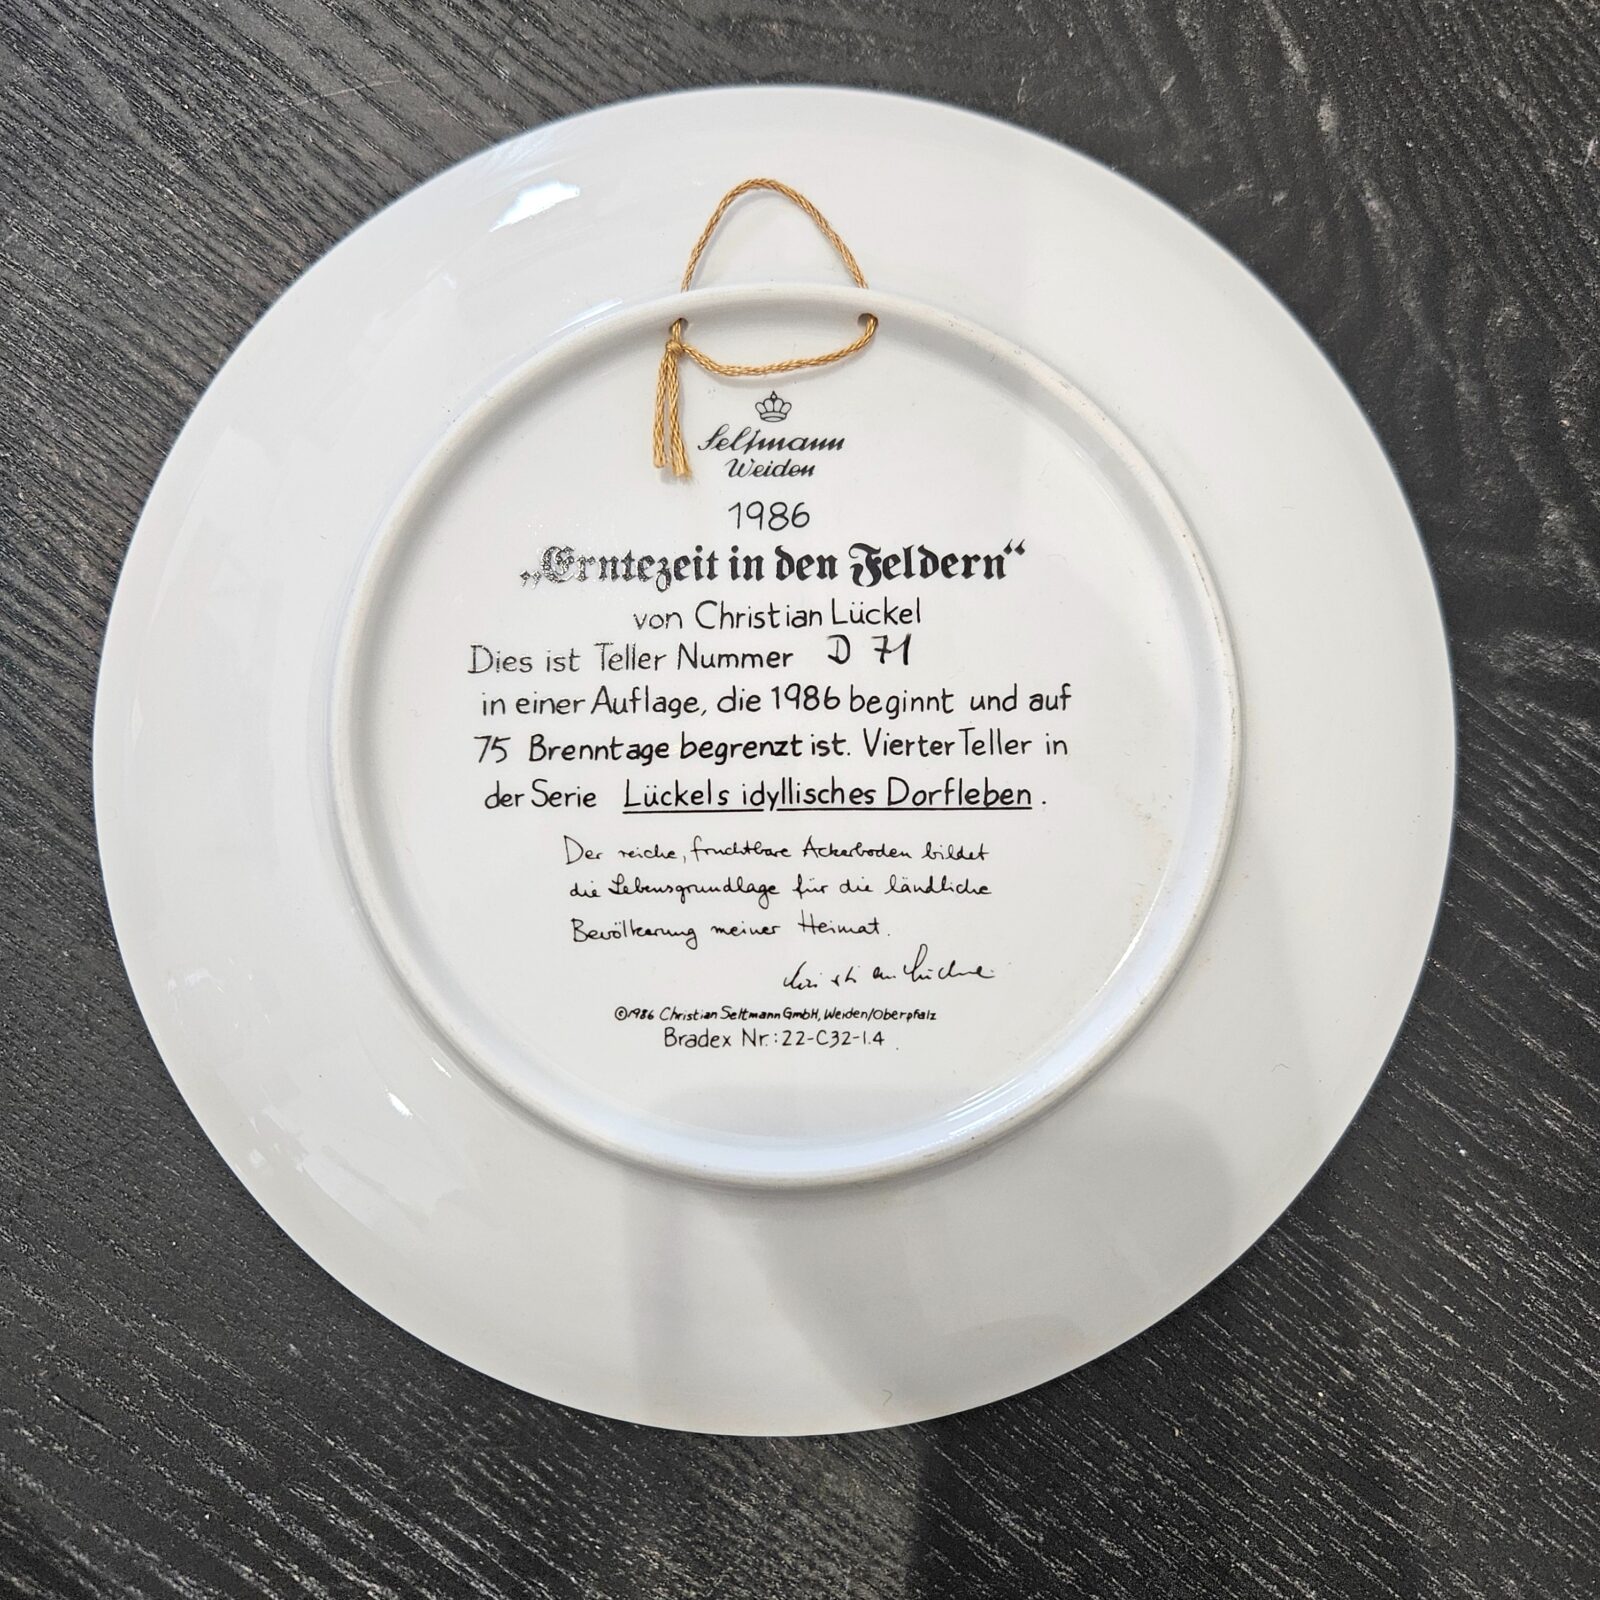 Seltmann
Weiden
1986
„Erntezeit in den Feldern“
von Christian Lückel
Dies ist Teller Nummer D 71
in einer Auflage, die 1986 beginnt und auf
75 Brenntage begrenzt ist. Vierter Teller in
der Serie Lückels idyllisches Dorfleben.
Der reiche, fruchtbare Ackerboden bildet
die Lebensgrundlage für die ländliche
Bevölkerung meiner Heimat.
Christian Lückel
©1986 Christian Seltmann GmbH, Weiden/Oberpfalz
Bradex Nr.: 22-C32-1.4